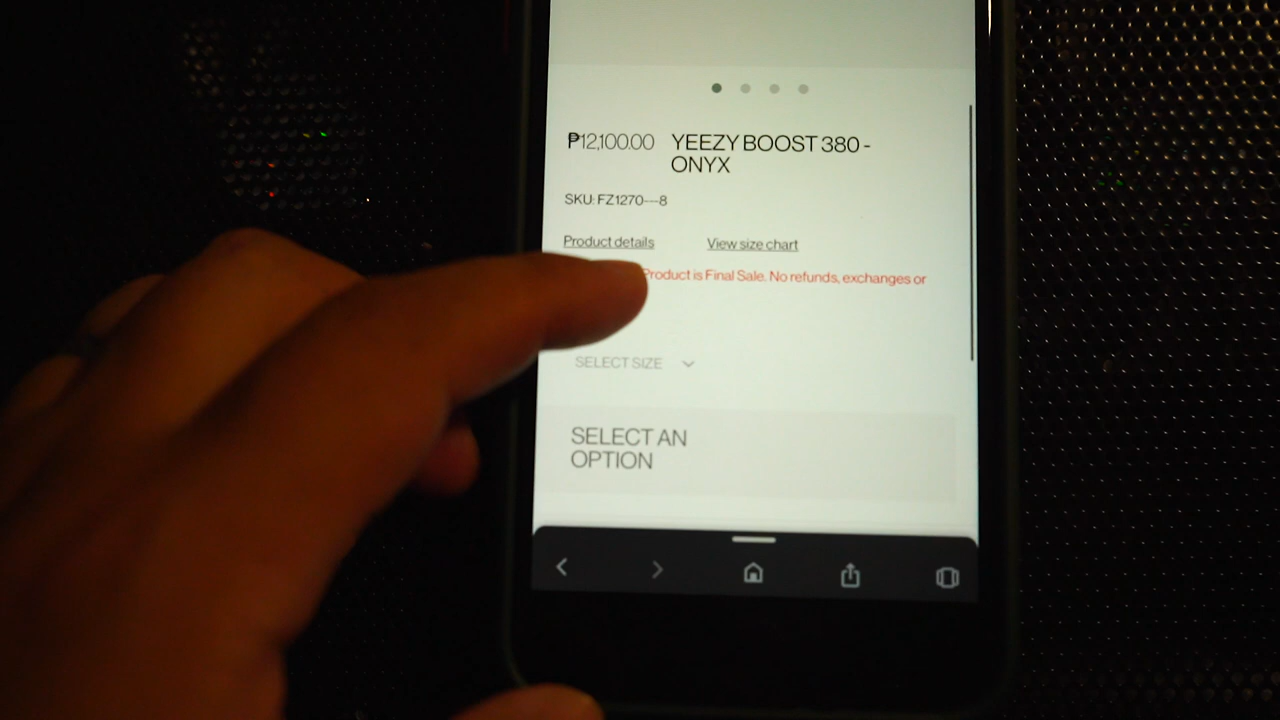 ₱12,100.00 YEEZY BOOST 380 -
ONYX
SKU: FZ1270---8
Product details View size chart
Product is Final Sale. No refunds, exchanges or
SELECT SIZE
SELECT AN
OPTION